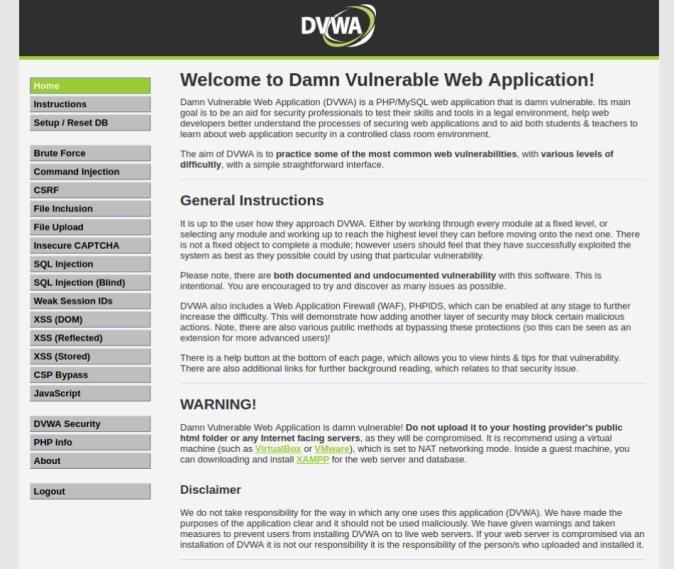 DVWA
Home
Instructions
Setup / Reset DB
Brute Force
Command Injection
CSRF
File Inclusion
File Upload
Insecure CAPTCHA
SQL Injection
SQL Injection (Blind)
Weak Session IDs
XSS (DOM)
XSS (Reflected)
XSS (Stored)
CSP Bypass
JavaScript
DVWA Security
PHP Info
About
Logout
Welcome to Damn Vulnerable Web Application!
Damn Vulnerable Web Application (DVWA) is a PHP/MySQL web application that is damn vulnerable. Its main
goal is to be an aid for security professionals to test their skills and tools in a legal environment, help web
developers better understand the processes of securing web applications and to aid both students & teachers to
learn about web application security in a controlled class room environment.
The aim of DVWA is to practice some of the most common web vulnerabilities, with various levels of
difficultly, with a simple straightforward interface.
General Instructions
It is up to the user how they approach DVWA. Either by working through every module at a fixed level, or
selecting any module and working up to reach the highest level they can before moving onto the next one. There
is not a fixed object to complete a module; however users should feel that they have successfully exploited the
system as best as they possible could by using that particular vulnerability.
Please note, there are both documented and undocumented vulnerability with this software. This is
intentional. You are encouraged to try and discover as many issues as possible.
DVWA also includes a Web Application Firewall (WAF), PHPIDS, which can be enabled at any stage to further
increase the difficulty. This will demonstrate how adding another layer of security may block certain malicious
actions. Note, there are also various public methods at bypassing these protections (so this can be seen as an
extension for more advanced users)!
There is a help button at the bottom of each page, which allows you to view hints & tips for that vulnerability.
There are also additional links for further background reading, which relates to that security issue.
WARNING!
Damn Vulnerable Web Application is damn vulnerable! Do not upload it to your hosting provider's public
html folder or any Internet facing servers, as they will be compromised. It is recommend using a virtual
machine (such as VirtualBox or VMware), which is set to NAT networking mode. Inside a guest machine, you
can downloading and install XAMPP for the web server and database.
Disclaimer
We do not take responsibility for the way in which any one uses this application (DVWA). We have made the
purposes of the application clear and it should not be used maliciously. We have given warnings and taken
measures to prevent users from installing DVWA on to live web servers. If your web server is compromised via an
installation of DVWA it is not our responsibility it is the responsibility of the person/s who uploaded and installed it.